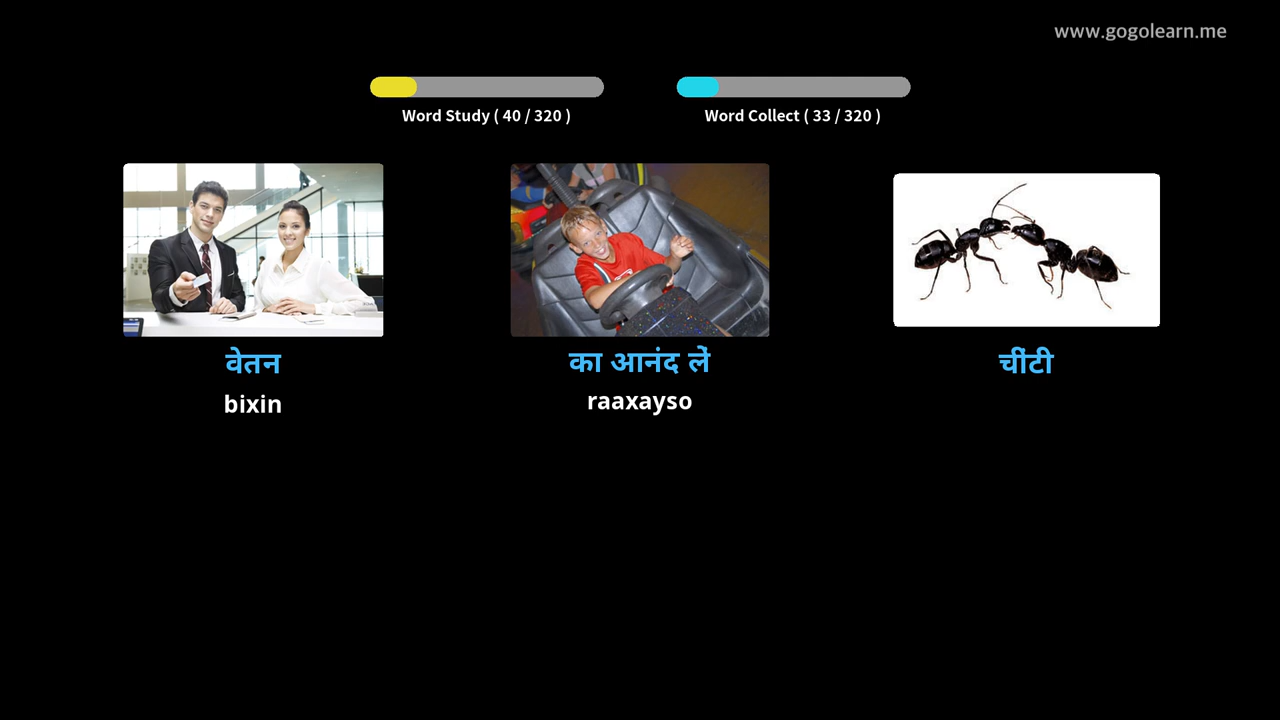 www.gogolearn.me
Word Study ( 40 / 320 )
Word Collect ( 33 / 320 )
वेतन
का आनंद लें
चींटी
bixin
raaxayso